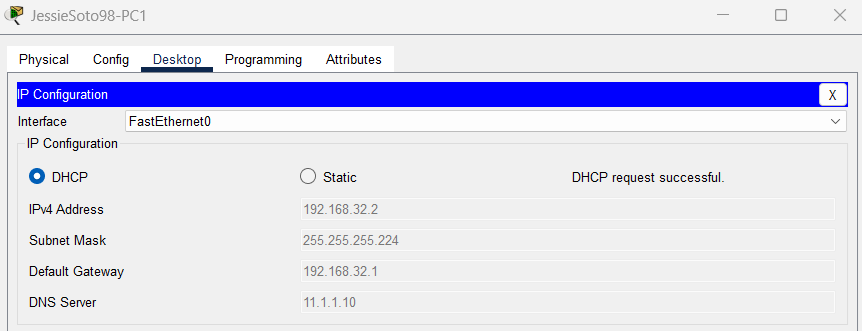 JessieSoto98-PC1
Physical Config Desktop Programming Attributes
IP Configuration X
Interface FastEthernet0
IP Configuration
DHCP Static DHCP request successful.
IPv4 Address 192.168.32.2
Subnet Mask 255.255.255.224
Default Gateway 192.168.32.1
DNS Server 11.1.1.10